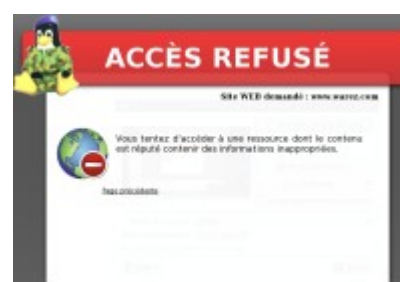 ACCÈS REFUSÉ
Site WEB demandé : www.warez.com
Vous tentez d'accéder à une ressource dont le contenu
est réputé contenir des informations inappropriées.
Page précédente